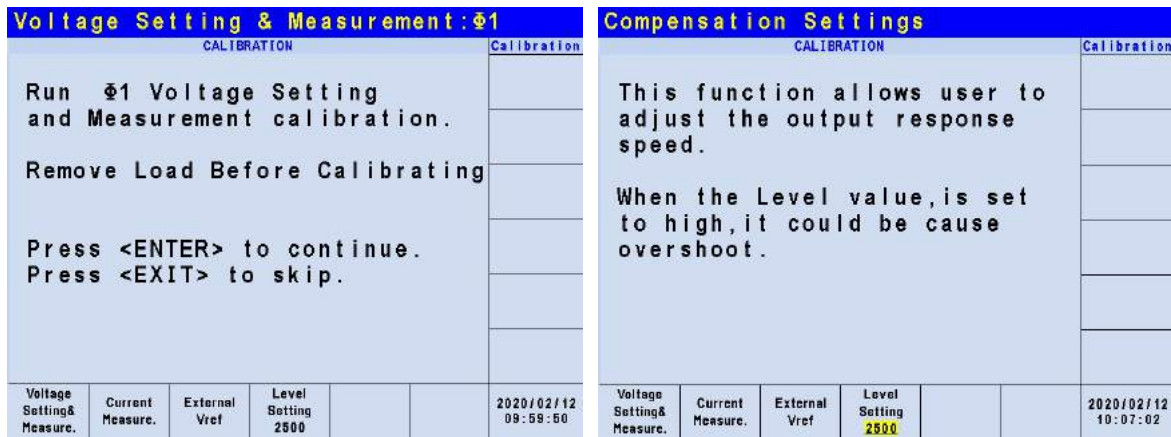 Voltage Setting & Measurement:Φ1
CALIBRATION
Calibration
Run Φ1 Voltage Setting
and Measurement calibration.
Remove Load Before Calibrating
Press <ENTER> to continue.
Press <EXIT> to skip.
Voltage
Setting&
Measure.
Current
Measure.
External
Vref
Level
Setting
2500
2020/02/12
09:59:50
Compensation Settings
CALIBRATION
Calibration
This function allows user to
adjust the output response
speed.
When the Level value,is set
to high,it could be cause
overshoot.
Voltage
Setting&
Measure.
Current
Measure.
External
Vref
Level
Setting
2500
2020/02/12
10:07:02